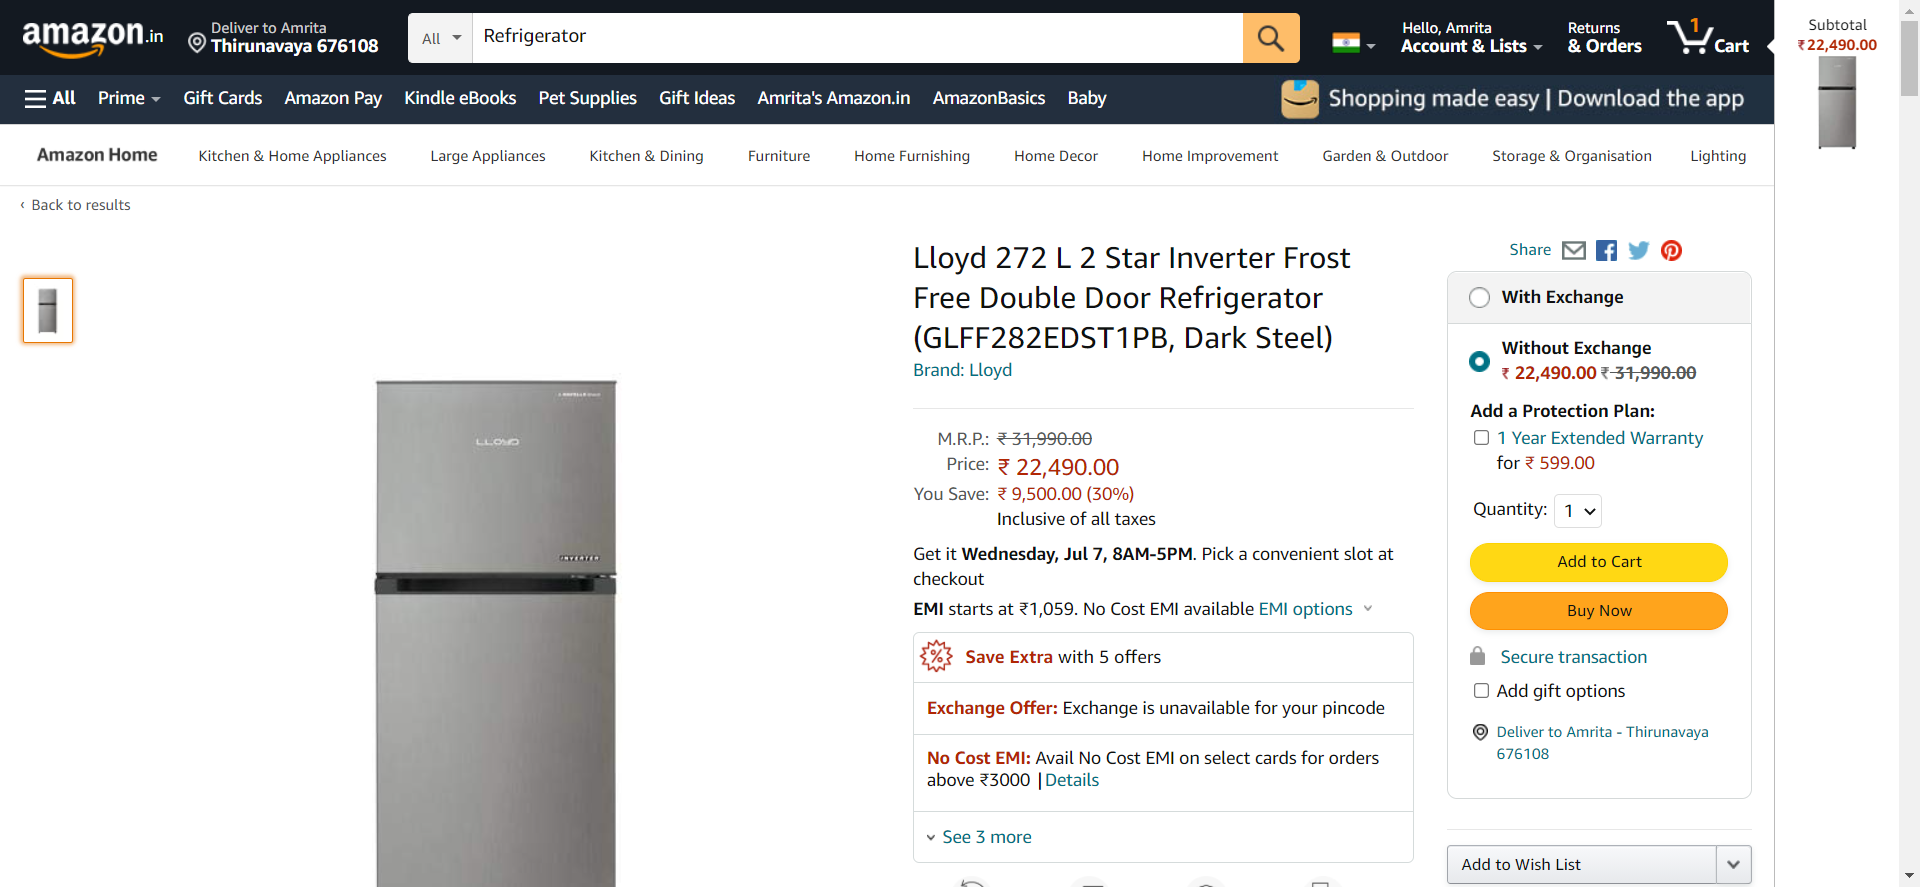 amazon.in
Deliver to Amrita
Thirunavaya 676108
All
Refrigerator
Hello, Amrita
Account & Lists
Returns
& Orders
1
Cart
Subtotal
₹22,490.00
All
Prime
Gift Cards
Amazon Pay
Kindle eBooks
Pet Supplies
Gift Ideas
Amrita's Amazon.in
AmazonBasics
Baby
Shopping made easy | Download the app
Amazon Home
Kitchen & Home Appliances
Large Appliances
Kitchen & Dining
Furniture
Home Furnishing
Home Decor
Home Improvement
Garden & Outdoor
Storage & Organisation
Lighting
‹ Back to results
LLOYD
INVERTER
Lloyd 272 L 2 Star Inverter Frost
Free Double Door Refrigerator
(GLFF282EDST1PB, Dark Steel)
Brand: Lloyd
M.R.P.: ₹ 31,990.00
Price: ₹ 22,490.00
You Save: ₹ 9,500.00 (30%)
Inclusive of all taxes
Get it Wednesday, Jul 7, 8AM-5PM. Pick a convenient slot at
checkout
EMI starts at ₹1,059. No Cost EMI available EMI options
Save Extra with 5 offers
Exchange Offer: Exchange is unavailable for your pincode
No Cost EMI: Avail No Cost EMI on select cards for orders
above ₹3000 | Details
See 3 more
Share
With Exchange
Without Exchange
₹ 22,490.00 ₹ 31,990.00
Add a Protection Plan:
1 Year Extended Warranty
for ₹ 599.00
Quantity: 1
Add to Cart
Buy Now
Secure transaction
Add gift options
Deliver to Amrita - Thirunavaya
676108
Add to Wish List